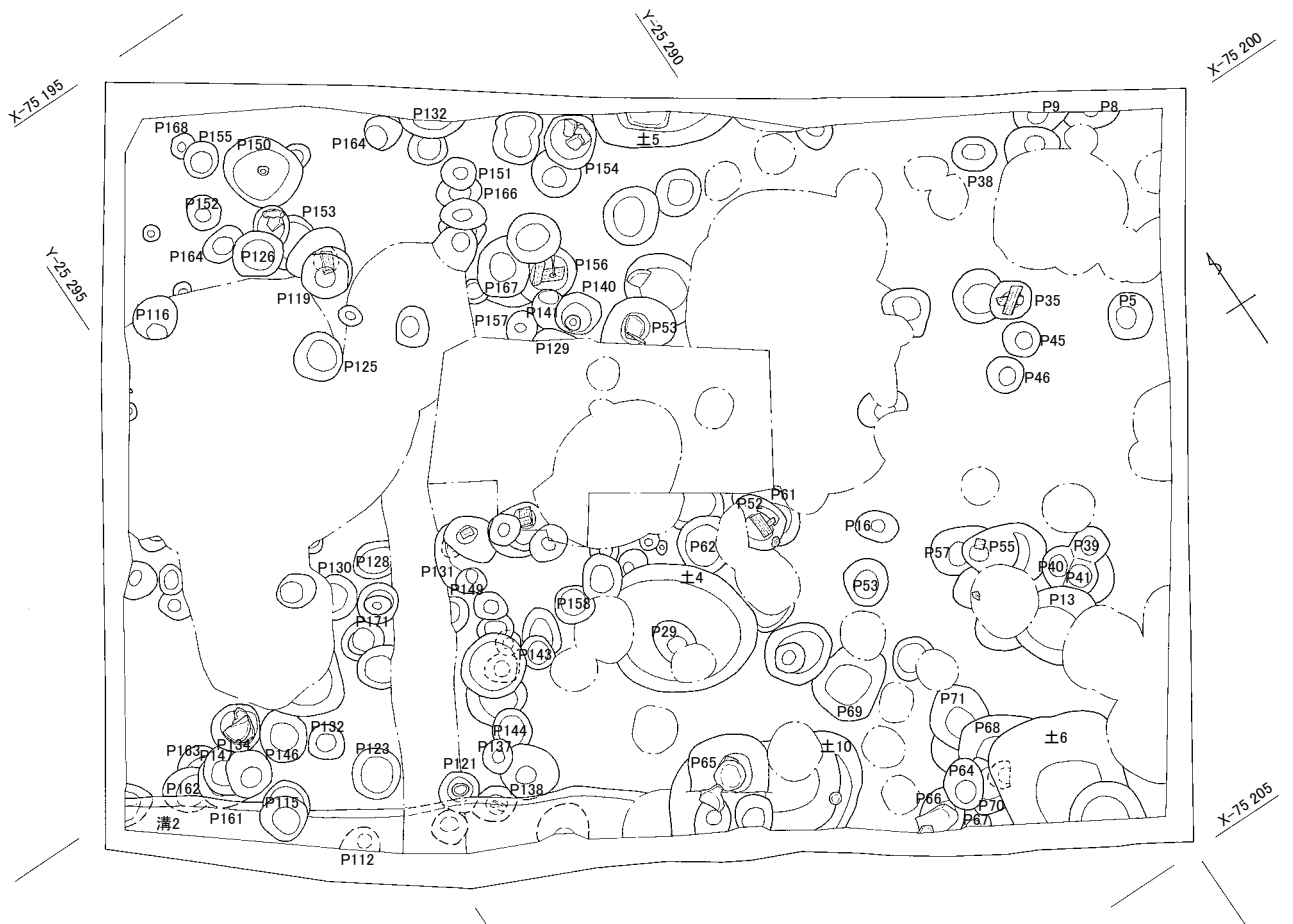 Y-25 290
X-75 200
X-75 195
P9
P8
P132
P168
P155
P150
P164
土5
P151
P154
P166
P38
P152
P153
P164
P126
P156
P167
P140
P119
P116
P141
P157
P53
P35
P5
P129
P45
P125
P46
Y-25 295
P52
P61
P16
P62
P57
P55
P39
P40
P41
P128
P130
P131
P149
土4
P53
P158
P13
P171
P29
P143
P69
P71
P144
P68
土6
P132
P134
P137
土10
P163
P147
P146
P123
P121
P65
P64
P162
P138
P66
P70
P115
P161
P67
溝2
P112
X-75 205